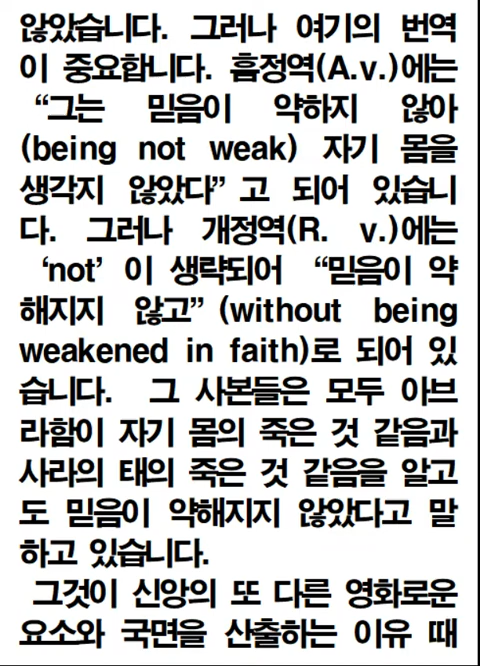 않았습니다. 그러나 여기의 번역
이 중요합니다. 흠정역(A.v.)에는
“그는 믿음이 약하지 않아
(being not weak) 자기 몸을
생각지 않았다” 고 되어 있습니
다. 그러나 개정역(R. v.)에는
‘not’ 이 생략되어 “믿음이 약
해지지 않고” (without being
weakened in faith)로 되어 있
습니다. 그 사본들은 모두 아브
라함이 자기 몸의 죽은 것 같음과
사라의 태의 죽은 것 같음을 알고
도 믿음이 약해지지 않았다고 말
하고 있습니다.
그것이 신앙의 또 다른 영화로운
요소와 국면을 산출하는 이유 때